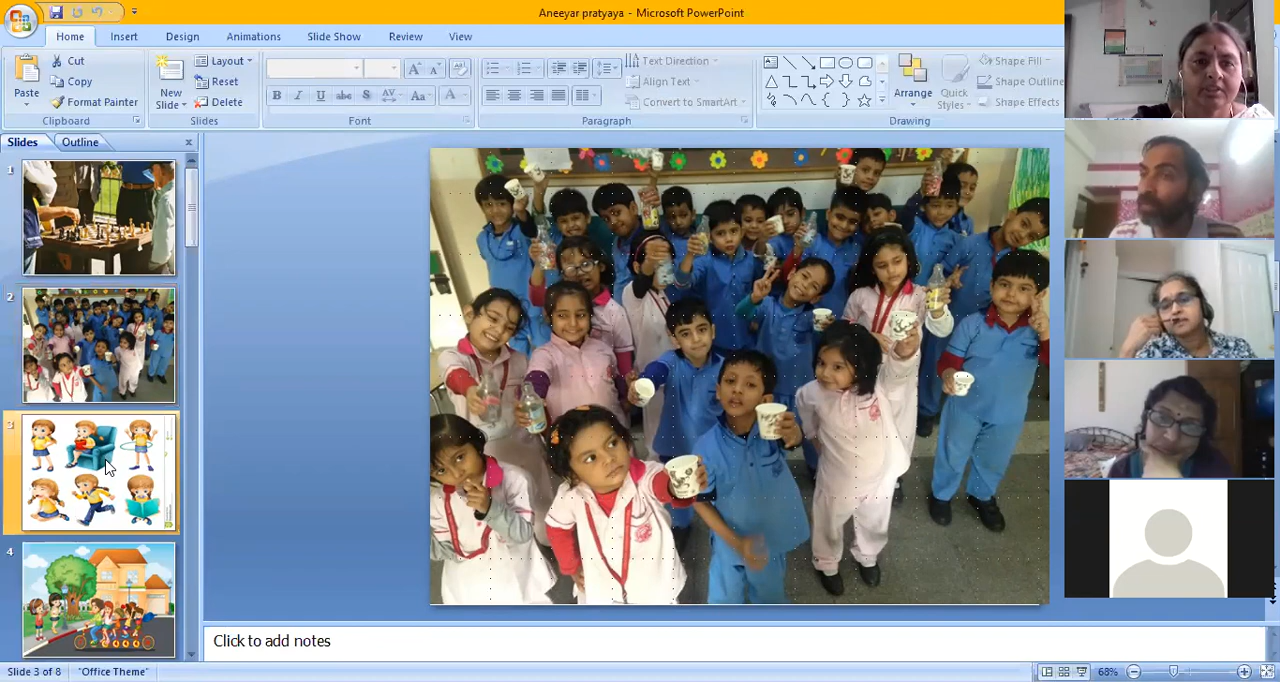 Aneeyar pratyaya - Microsoft PowerPoint
Home Insert Design Animations Slide Show Review View
Paste
Cut
Copy
Format Painter
Clipboard
New Slide
Layout
Reset
Delete
Slides
Font
Text Direction
Align Text
Convert to SmartArt
Paragraph
Arrange
Quick Styles
Shape Fill
Shape Outline
Shape Effects
Drawing
Slides Outline
1
2
3
4
Click to add notes
Slide 3 of 8 "Office Theme" 68%